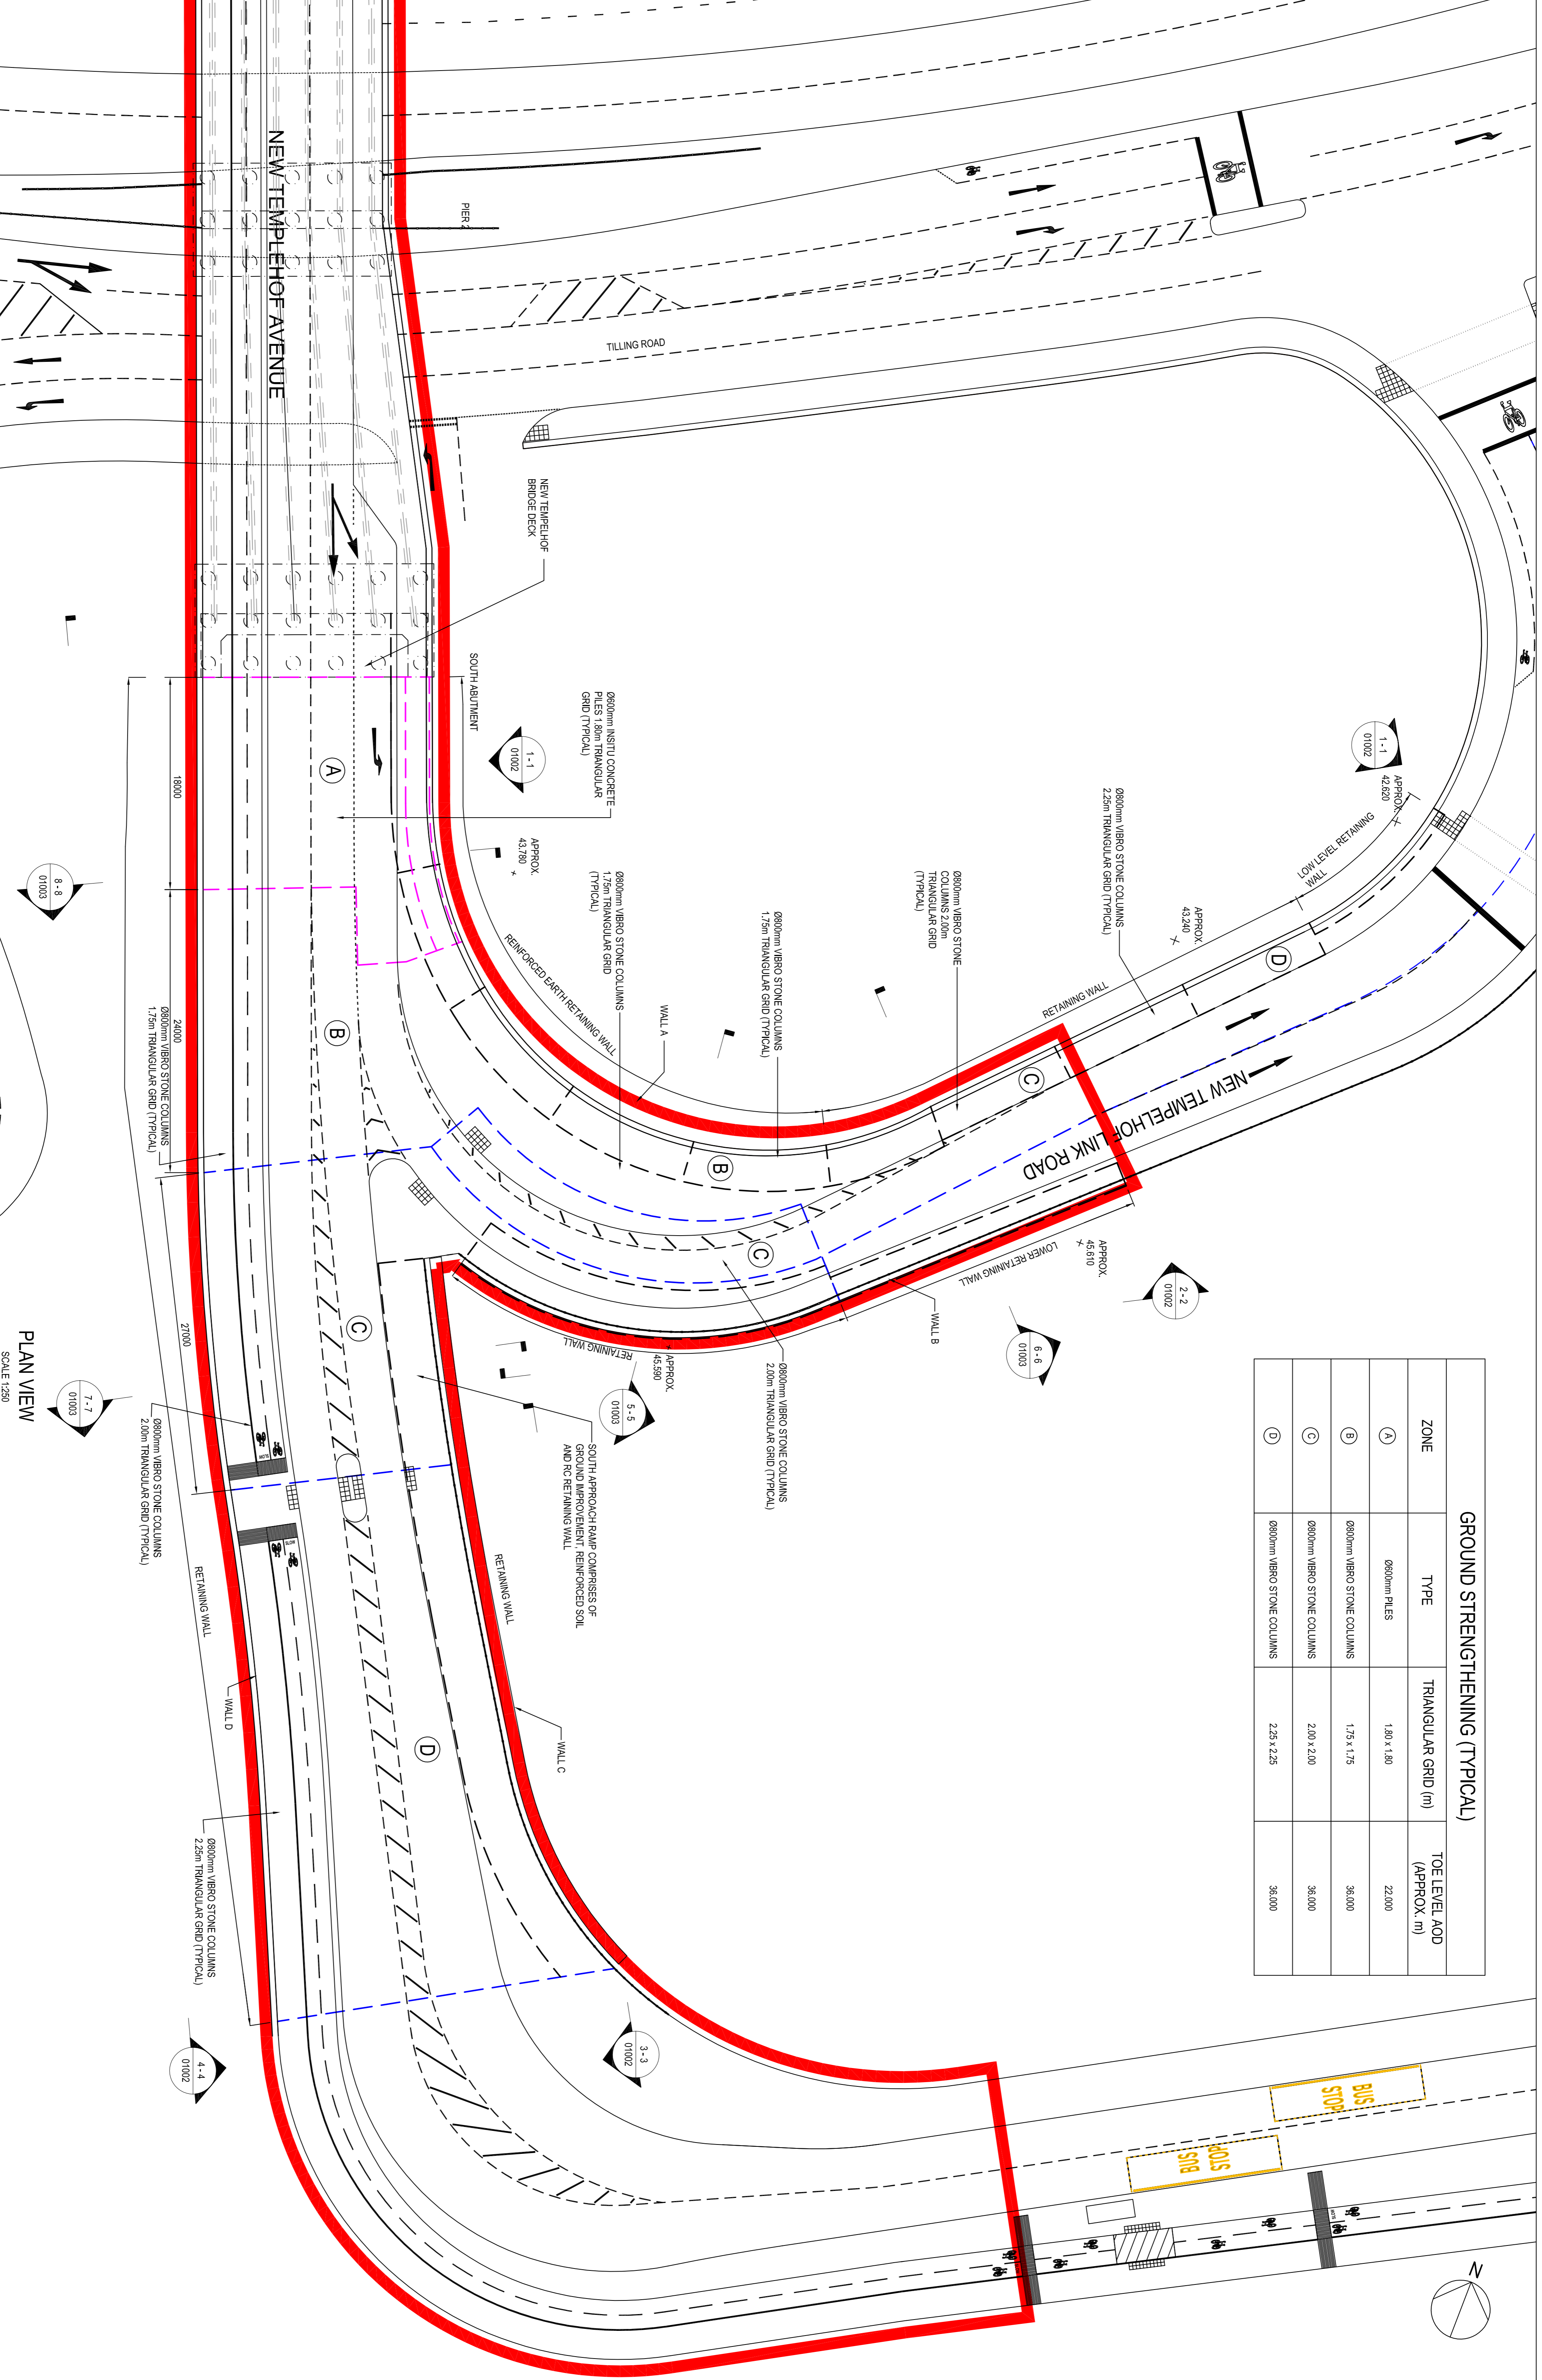 NEW TEMPLEHOF AVENUE
PIER 2
TILLING ROAD
NEW TEMPELHOF
BRIDGE DECK
SOUTH ABUTMENT
Ø600mm INSITU CONCRETE
PILES 1.80m TRIANGULAR
GRID (TYPICAL)
1 - 1
01002
1 - 1
01002
APPROX.
42.620
APPROX.
43.780
APPROX.
43.240
LOW LEVEL RETAINING
WALL
Ø800mm VIBRO STONE COLUMNS
2.25m TRIANGULAR GRID (TYPICAL)
Ø800mm VIBRO STONE
COLUMNS 2.00m
TRIANGULAR GRID
(TYPICAL)
Ø800mm VIBRO STONE COLUMNS
1.75m TRIANGULAR GRID (TYPICAL)
Ø800mm VIBRO STONE COLUMNS
1.75m TRIANGULAR GRID
(TYPICAL)
REINFORCED EARTH RETAINING WALL
WALL A
RETAINING WALL
NEW TEMPELHOF LINK ROAD
A
B
B
C
C
C
D
D
18000
24000
27000
Ø800mm VIBRO STONE COLUMNS
1.75m TRIANGULAR GRID (TYPICAL)
8 - 8
01003
7 - 7
01003
PLAN VIEW
SCALE 1:250
Ø800mm VIBRO STONE COLUMNS
2.00m TRIANGULAR GRID (TYPICAL)
RETAINING WALL
WALL D
Ø800mm VIBRO STONE COLUMNS
2.25m TRIANGULAR GRID (TYPICAL)
4 - 4
01002
3 - 3
01002
SLOW
SLOW
SLOW
RETAINING WALL
WALL C
SOUTH APPROACH RAMP COMPRISES OF
GROUND IMPROVEMENT, REINFORCED SOIL
AND RC RETAINING WALL
5 - 5
01003
APPROX.
45.590
RETAINING WALL
Ø800mm VIBRO STONE COLUMNS
2.00m TRIANGULAR GRID (TYPICAL)
WALL B
LOWER RETAINING WALL
APPROX.
45.610
2 - 2
01002
6 - 6
01003
GROUND STRENGTHENING (TYPICAL)
ZONE TYPE TRIANGULAR GRID (m) TOE LEVEL AOD
(APPROX. m)
A Ø600mm PILES 1.80 x 1.80 22.000
B Ø800mm VIBRO STONE COLUMNS 1.75 x 1.75 36.000
C Ø800mm VIBRO STONE COLUMNS 2.00 x 2.00 36.000
D Ø800mm VIBRO STONE COLUMNS 2.25 x 2.25 36.000
BUS
STOP
BUS
STOP
N